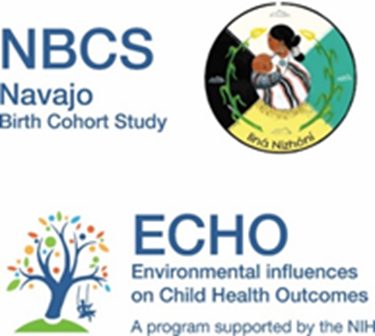 NBCS
Navajo
Birth Cohort Study
Iiná Nizhóní
ECHO
Environmental influences
on Child Health Outcomes
A program supported by the NIH